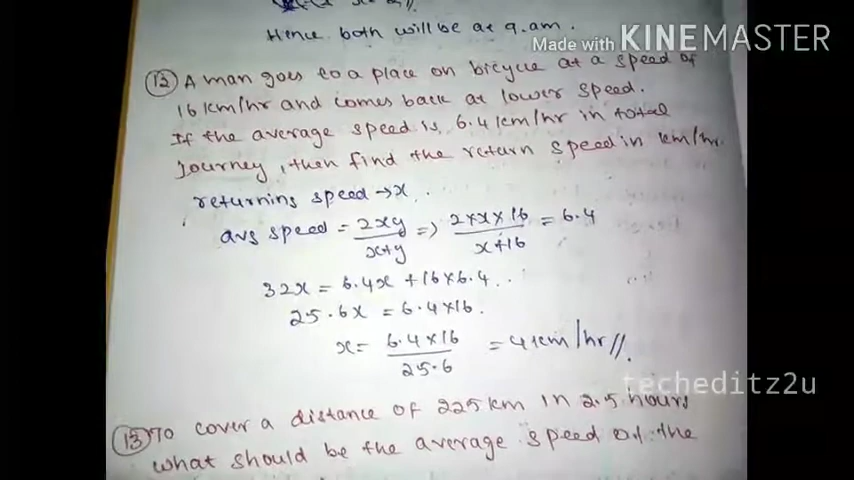 Hence both will be at 9.am.
Made with KINEMASTER
12 A man goes to a place on bicycle at a speed of
16 km/hr and comes back at lower speed.
If the average speed is 6.4 km/hr in total
journey, then find the return speed in km/hr.
returning speed → x.
avg speed = 2xy/x+y => 2×x×16/x+16 = 6.4
32x = 6.4x + 16×6.4..
25.6x = 6.4×16.
x = 6.4×16/25.6 = 4 km/hr//.
techeditz2u
13 To cover a distance of 225 km in 2.5 hours
what should be the average speed of the